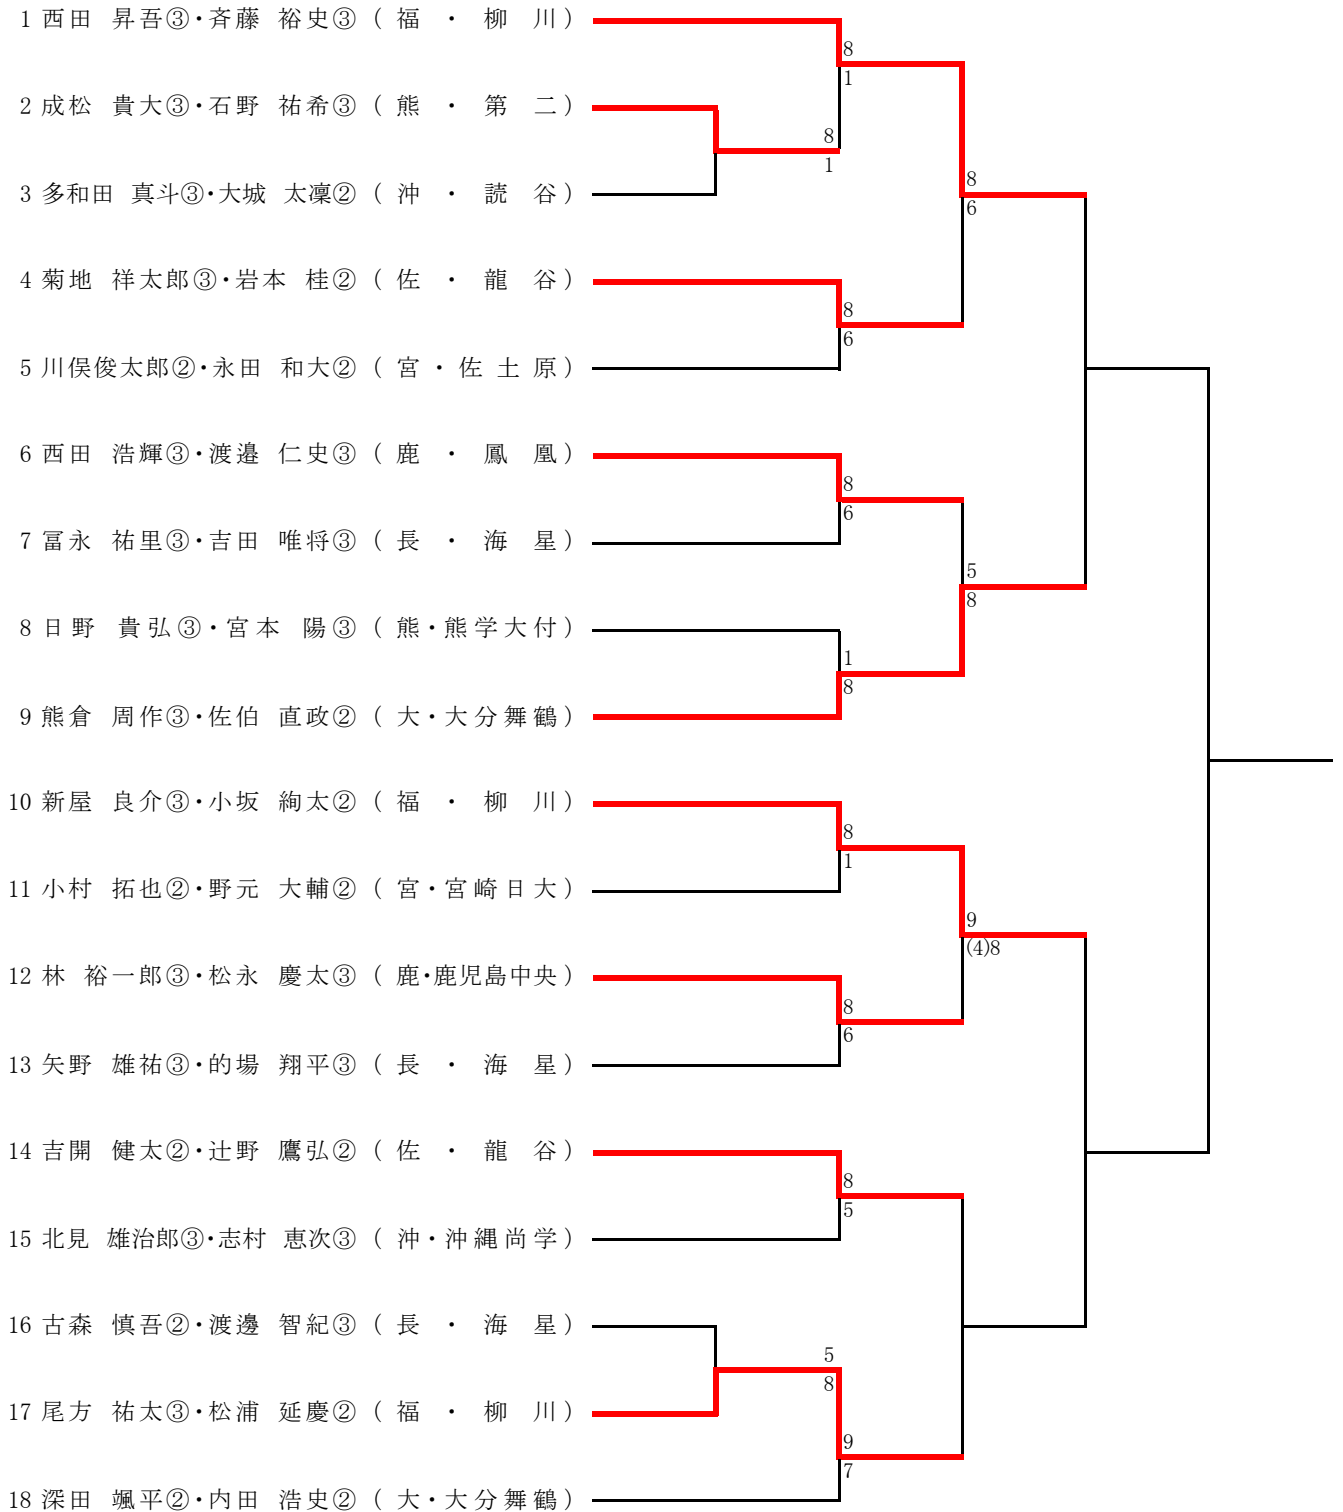 1 西田 昇吾③・斉藤 裕史③ ( 福 ・ 柳 川 )
8
1
2 成松 貴大③・石野 祐希③ ( 熊 ・ 第 二 )
8
1
3 多和田 真斗③・大城 太凜② ( 沖 ・ 読 谷 )
8
6
4 菊地 祥太郎③・岩本 桂② ( 佐 ・ 龍 谷 )
8
6
5 川俣俊太郎②・永田 和大② ( 宮 ・ 佐 土 原 )
6 西田 浩輝③・渡邉 仁史③ ( 鹿 ・ 鳳 凰 )
8
6
7 冨永 祐里③・吉田 唯将③ ( 長 ・ 海 星 )
5
8
8 日野 貴弘③・宮本 陽③ ( 熊・熊学大付 )
1
8
9 熊倉 周作③・佐伯 直政② ( 大・大分舞鶴 )
10 新屋 良介③・小坂 絢太② ( 福 ・ 柳 川 )
8
1
11 小村 拓也②・野元 大輔② ( 宮・宮崎日大 )
9
(4)8
12 林 裕一郎③・松永 慶太③ ( 鹿・鹿児島中央 )
8
6
13 矢野 雄祐③・的場 翔平③ ( 長 ・ 海 星 )
14 吉開 健太②・辻野 鷹弘② ( 佐 ・ 龍 谷 )
8
5
15 北見 雄治郎③・志村 恵次③ ( 沖・沖縄尚学 )
16 古森 慎吾②・渡邊 智紀③ ( 長 ・ 海 星 )
5
8
17 尾方 祐太③・松浦 延慶② ( 福 ・ 柳 川 )
9
7
18 深田 颯平②・内田 浩史② ( 大・大分舞鶴 )